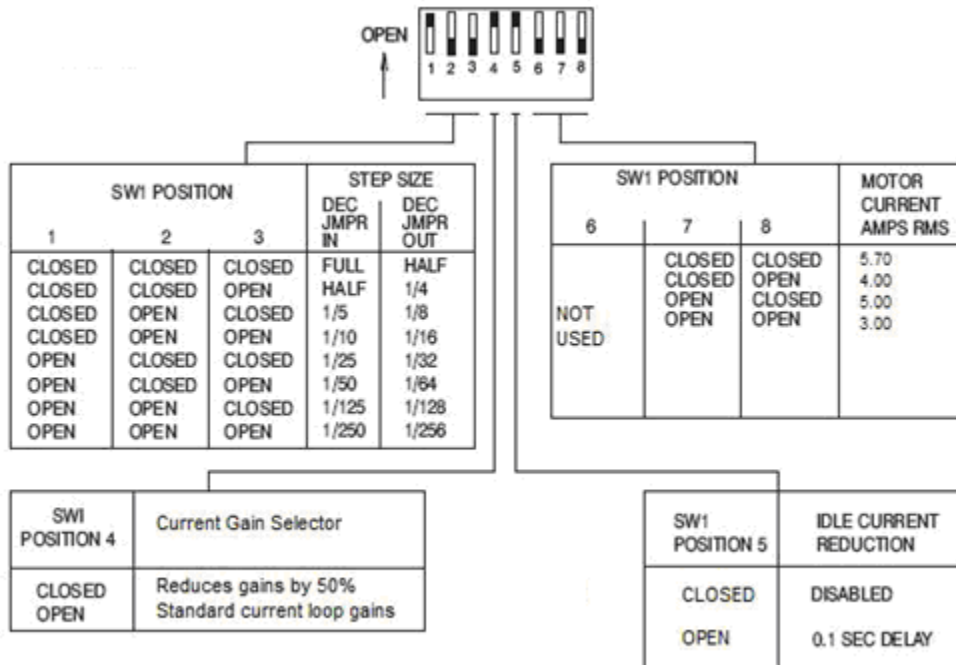 OPEN
1 2 3 4 5 6 7 8
SW1 POSITION STEP SIZE
1 2 3 DEC JMPR IN DEC JMPR OUT
CLOSED CLOSED CLOSED FULL HALF
CLOSED CLOSED OPEN HALF 1/4
CLOSED OPEN CLOSED 1/5 1/8
CLOSED OPEN OPEN 1/10 1/16
OPEN CLOSED CLOSED 1/25 1/32
OPEN CLOSED OPEN 1/50 1/64
OPEN OPEN CLOSED 1/125 1/128
OPEN OPEN OPEN 1/250 1/256
SW1 POSITION MOTOR CURRENT AMPS RMS
6 7 8
NOT USED
CLOSED CLOSED 5.70
CLOSED OPEN 4.00
OPEN CLOSED 5.00
OPEN OPEN 3.00
SWI POSITION 4 Current Gain Selector
CLOSED Reduces gains by 50%
OPEN Standard current loop gains
SW1 POSITION 5 IDLE CURRENT REDUCTION
CLOSED DISABLED
OPEN 0.1 SEC DELAY